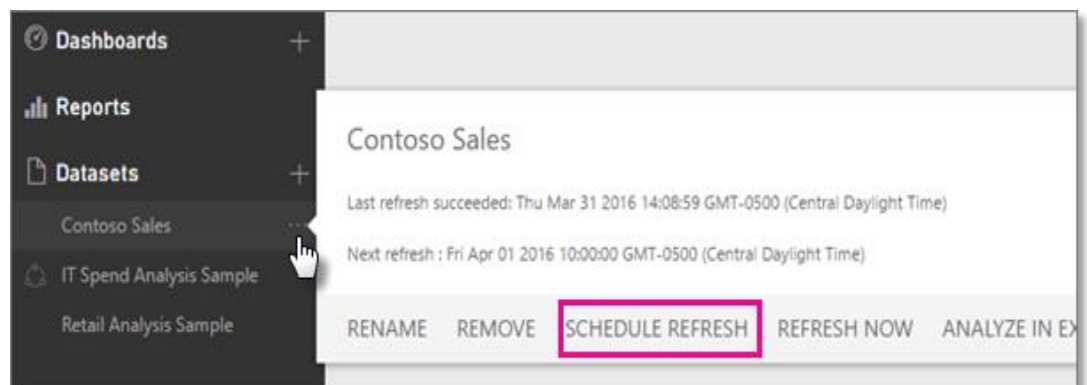 Dashboards +
Reports
Datasets +
Contoso Sales ...
IT Spend Analysis Sample
Retail Analysis Sample
Contoso Sales
Last refresh succeeded: Thu Mar 31 2016 14:08:59 GMT-0500 (Central Daylight Time)
Next refresh : Fri Apr 01 2016 10:00:00 GMT-0500 (Central Daylight Time)
RENAME REMOVE SCHEDULE REFRESH REFRESH NOW ANALYZE IN